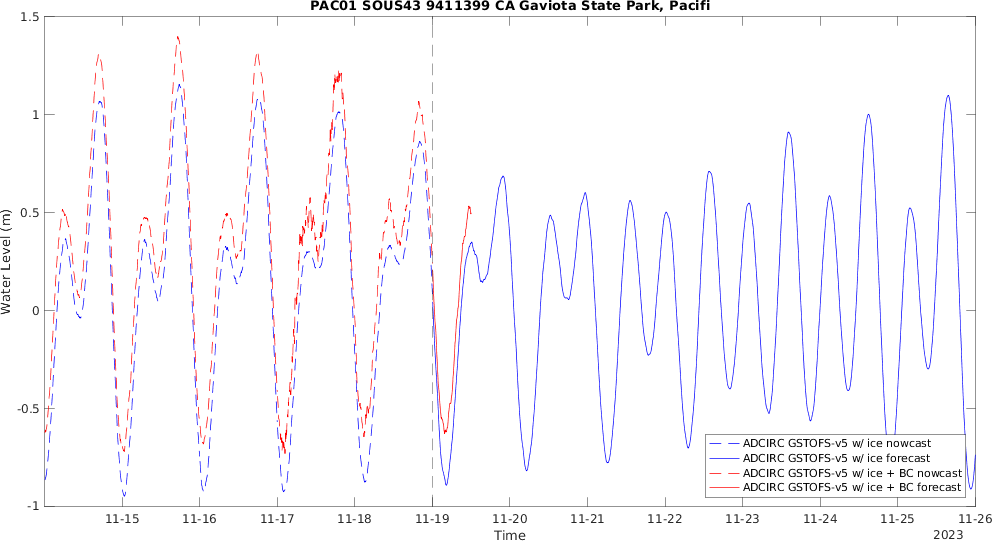 PAC01 SOUS43 9411399 CA Gaviota State Park, Pacifi
1.5
1
0.5
0
-0.5
-1
Water Level (m)
11-15
11-16
11-17
11-18
11-19
11-20
11-21
11-22
11-23
11-24
11-25
11-26
Time
2023
ADCIRC GSTOFS-v5 w/ ice nowcast
ADCIRC GSTOFS-v5 w/ ice forecast
ADCIRC GSTOFS-v5 w/ ice + BC nowcast
ADCIRC GSTOFS-v5 w/ ice + BC forecast